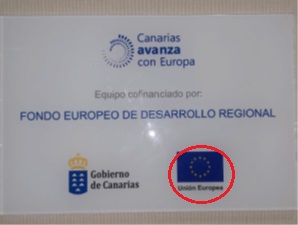 Canarias
avanza
con Europa
Equipo cofinanciado por:
FONDO EUROPEO DE DESARROLLO REGIONAL
Gobierno
de Canarias
Unión Europea